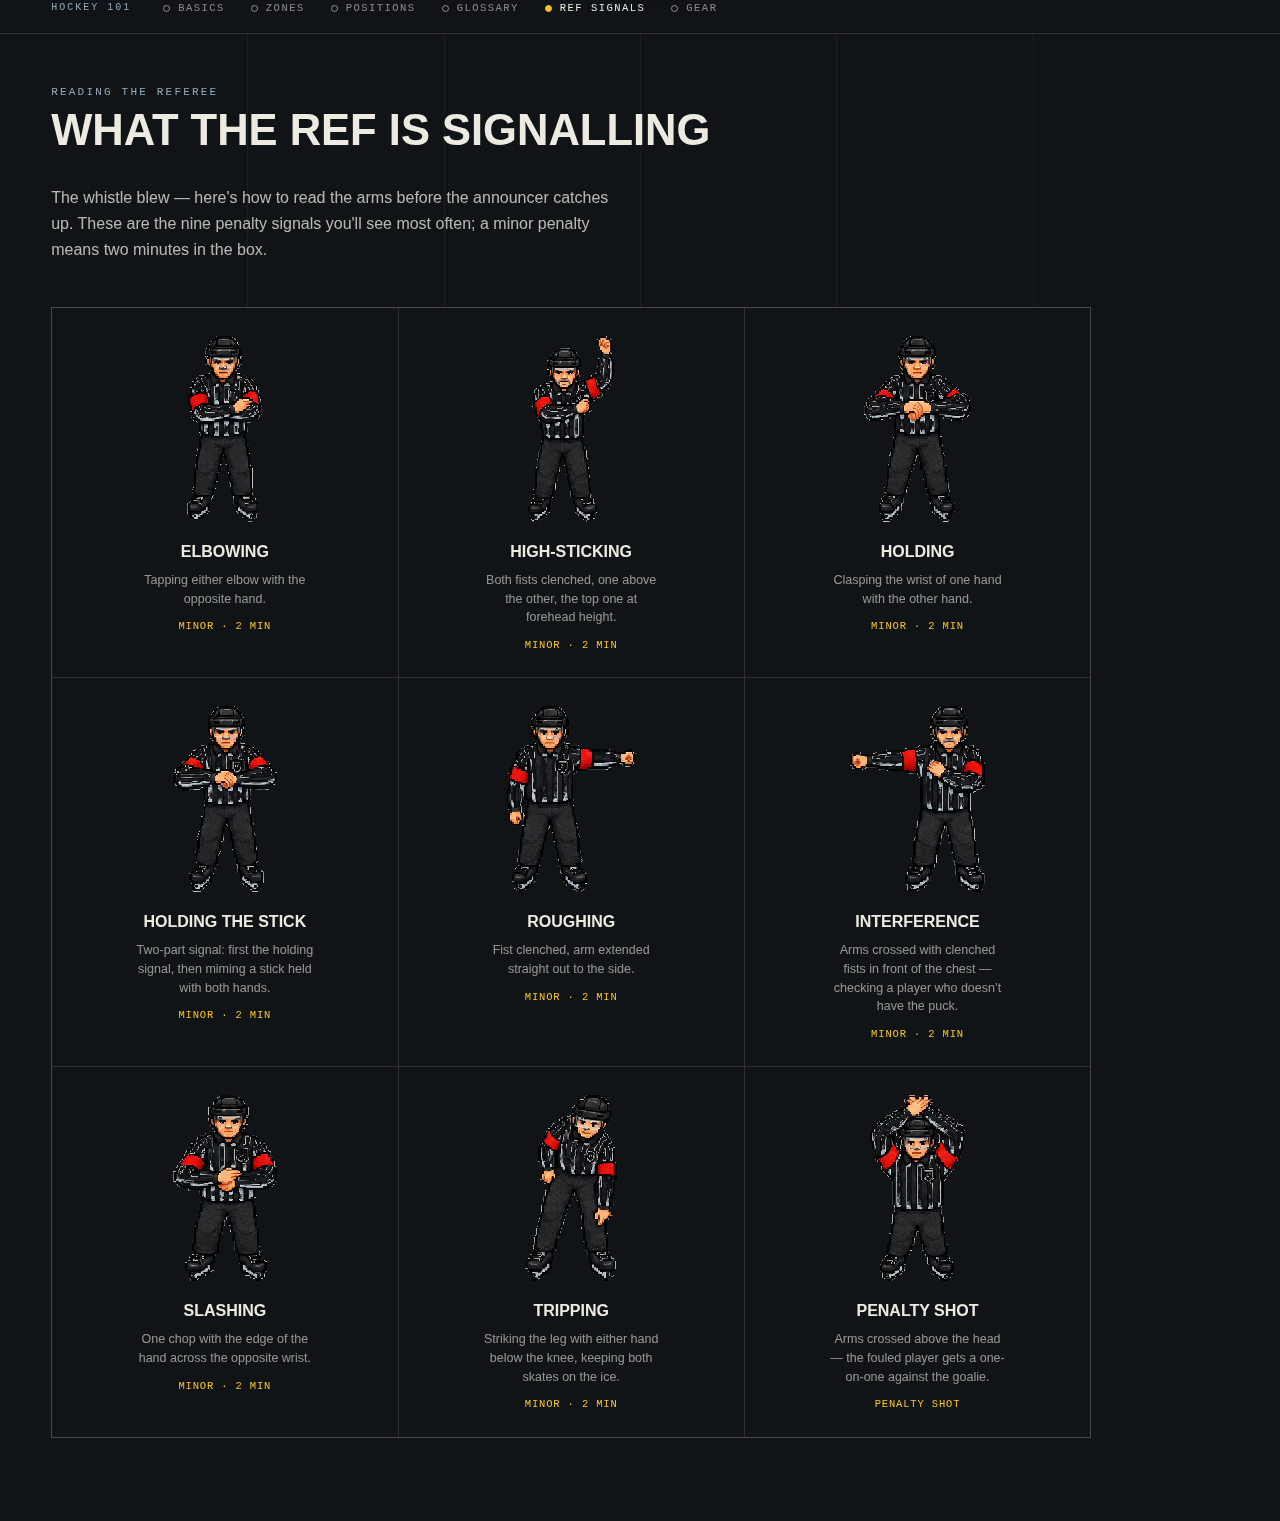 HOCKEY 101
BASICS
ZONES
POSITIONS
GLOSSARY
REF SIGNALS
GEAR
READING THE REFEREE
WHAT THE REF IS SIGNALLING
The whistle blew — here's how to read the arms before the announcer catches
up. These are the nine penalty signals you'll see most often; a minor penalty
means two minutes in the box.
ELBOWING
Tapping either elbow with the
opposite hand.
MINOR · 2 MIN
HIGH-STICKING
Both fists clenched, one above
the other, the top one at
forehead height.
MINOR · 2 MIN
HOLDING
Clasping the wrist of one hand
with the other hand.
MINOR · 2 MIN
HOLDING THE STICK
Two-part signal: first the holding
signal, then miming a stick held
with both hands.
MINOR · 2 MIN
ROUGHING
Fist clenched, arm extended
straight out to the side.
MINOR · 2 MIN
INTERFERENCE
Arms crossed with clenched
fists in front of the chest —
checking a player who doesn't
have the puck.
MINOR · 2 MIN
SLASHING
One chop with the edge of the
hand across the opposite wrist.
MINOR · 2 MIN
TRIPPING
Striking the leg with either hand
below the knee, keeping both
skates on the ice.
MINOR · 2 MIN
PENALTY SHOT
Arms crossed above the head
— the fouled player gets a one-
on-one against the goalie.
PENALTY SHOT